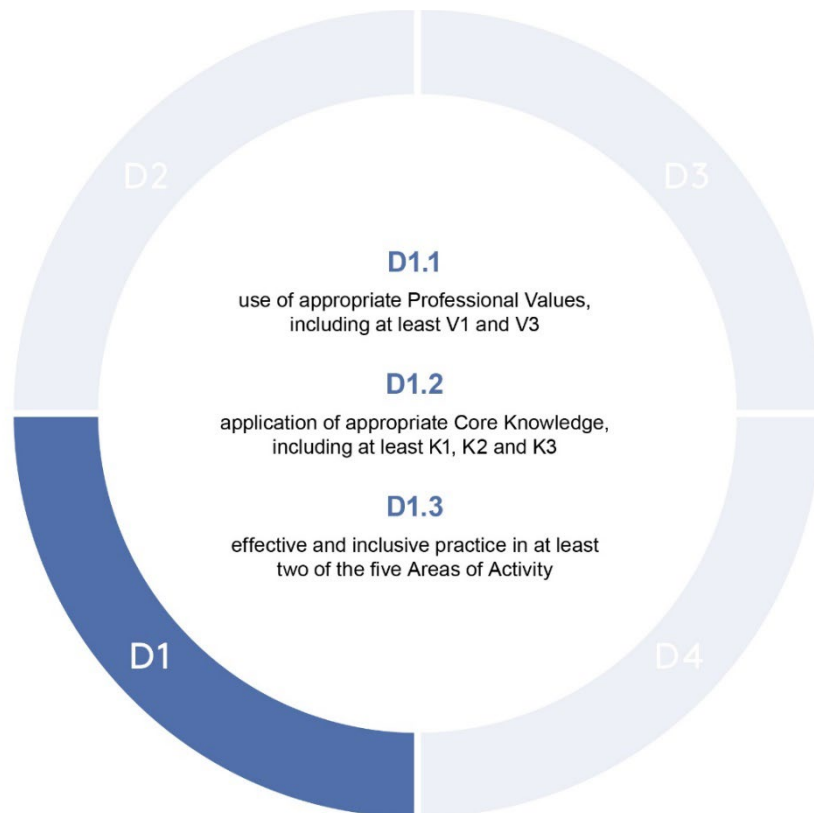 D2
D3
D1.1
use of appropriate Professional Values,
including at least V1 and V3
D1.2
application of appropriate Core Knowledge,
including at least K1, K2 and K3
D1.3
effective and inclusive practice in at least
two of the five Areas of Activity
D1
D4